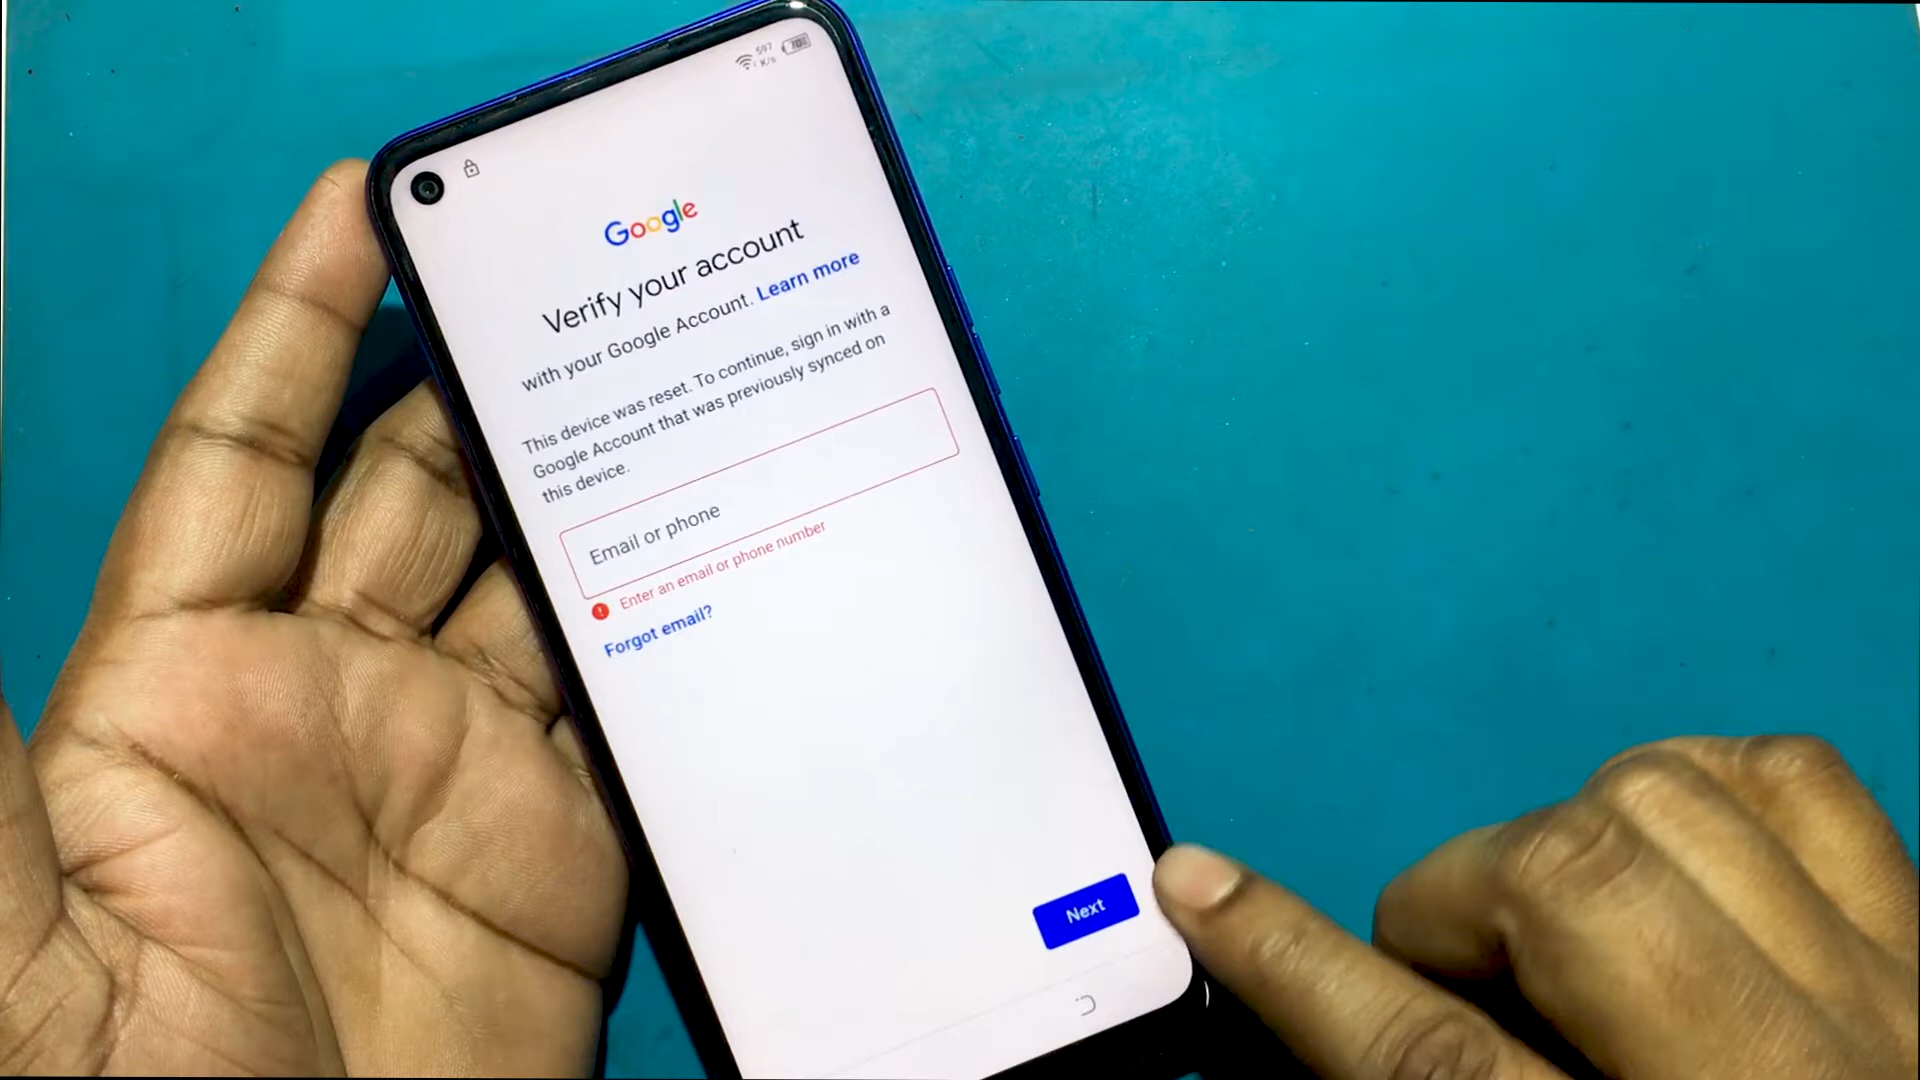 597
K/s
Google
Verify your account
with your Google Account. Learn more
This device was reset. To continue, sign in with a
Google Account that was previously synced on
this device.
Email or phone
Enter an email or phone number
Forgot email?
Next